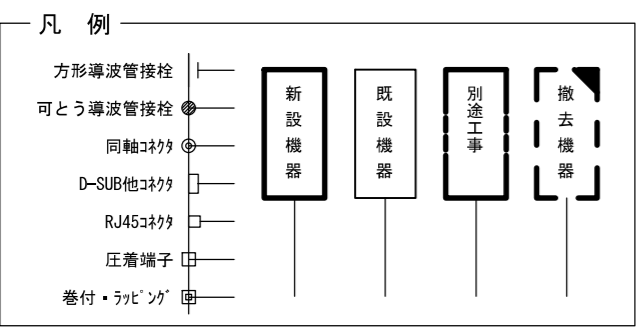 凡 例
方形導波管接栓
可とう導波管接栓
同軸ｺﾈｸﾀ
D-SUB他ｺﾈｸﾀ
RJ45ｺﾈｸﾀ
圧着端子
巻付・ﾗｯﾋﾟﾝｸﾞ
新設機器
既設機器
別途工事
撤去機器